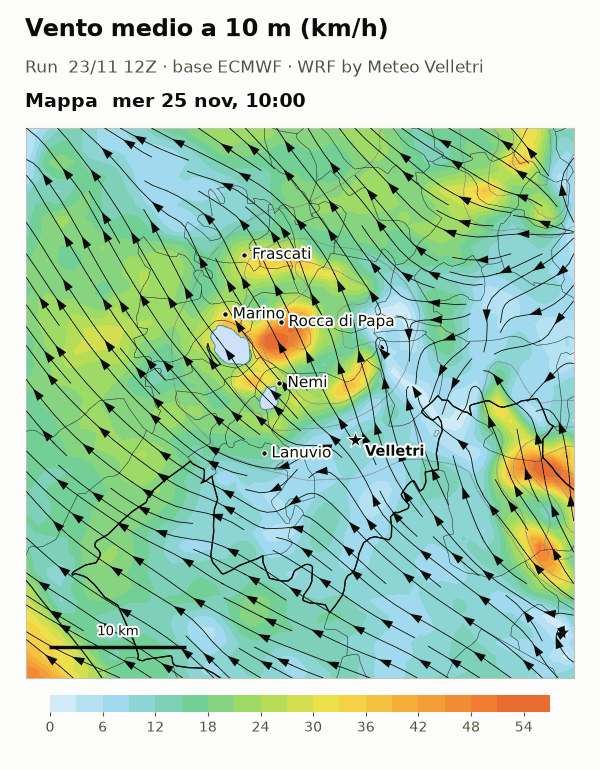 Vento medio a 10 m (km/h)
Run 23/11 12Z · base ECMWF · WRF by Meteo Velletri
Mappa mer 25 nov, 10:00
Frascati
Marino
Rocca di Papa
Nemi
Velletri
Lanuvio
10 km
0 6 12 18 24 30 36 42 48 54